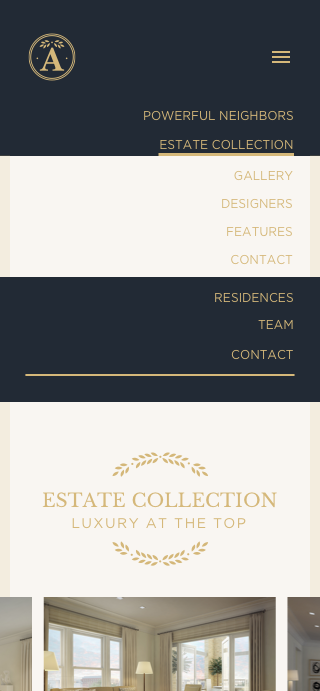 A
POWERFUL NEIGHBORS
ESTATE COLLECTION
GALLERY
DESIGNERS
FEATURES
CONTACT
RESIDENCES
TEAM
CONTACT
ESTATE COLLECTION
LUXURY AT THE TOP